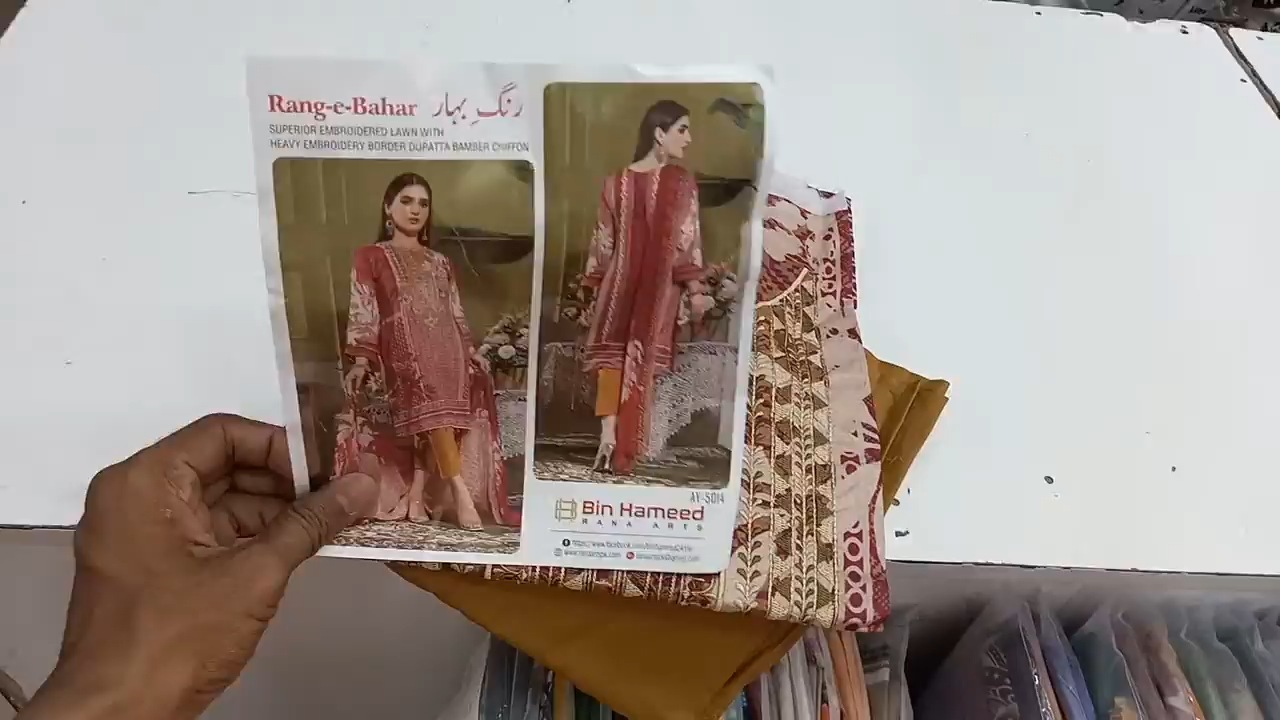 Rang-e-Bahar رنگِ بہار
SUPERIOR EMBROIDERED LAWN WITH
HEAVY EMBROIDERY BORDER DUPATTA BAMBER CHIFFON
AY-5014
Bin Hameed
RANA ARTS